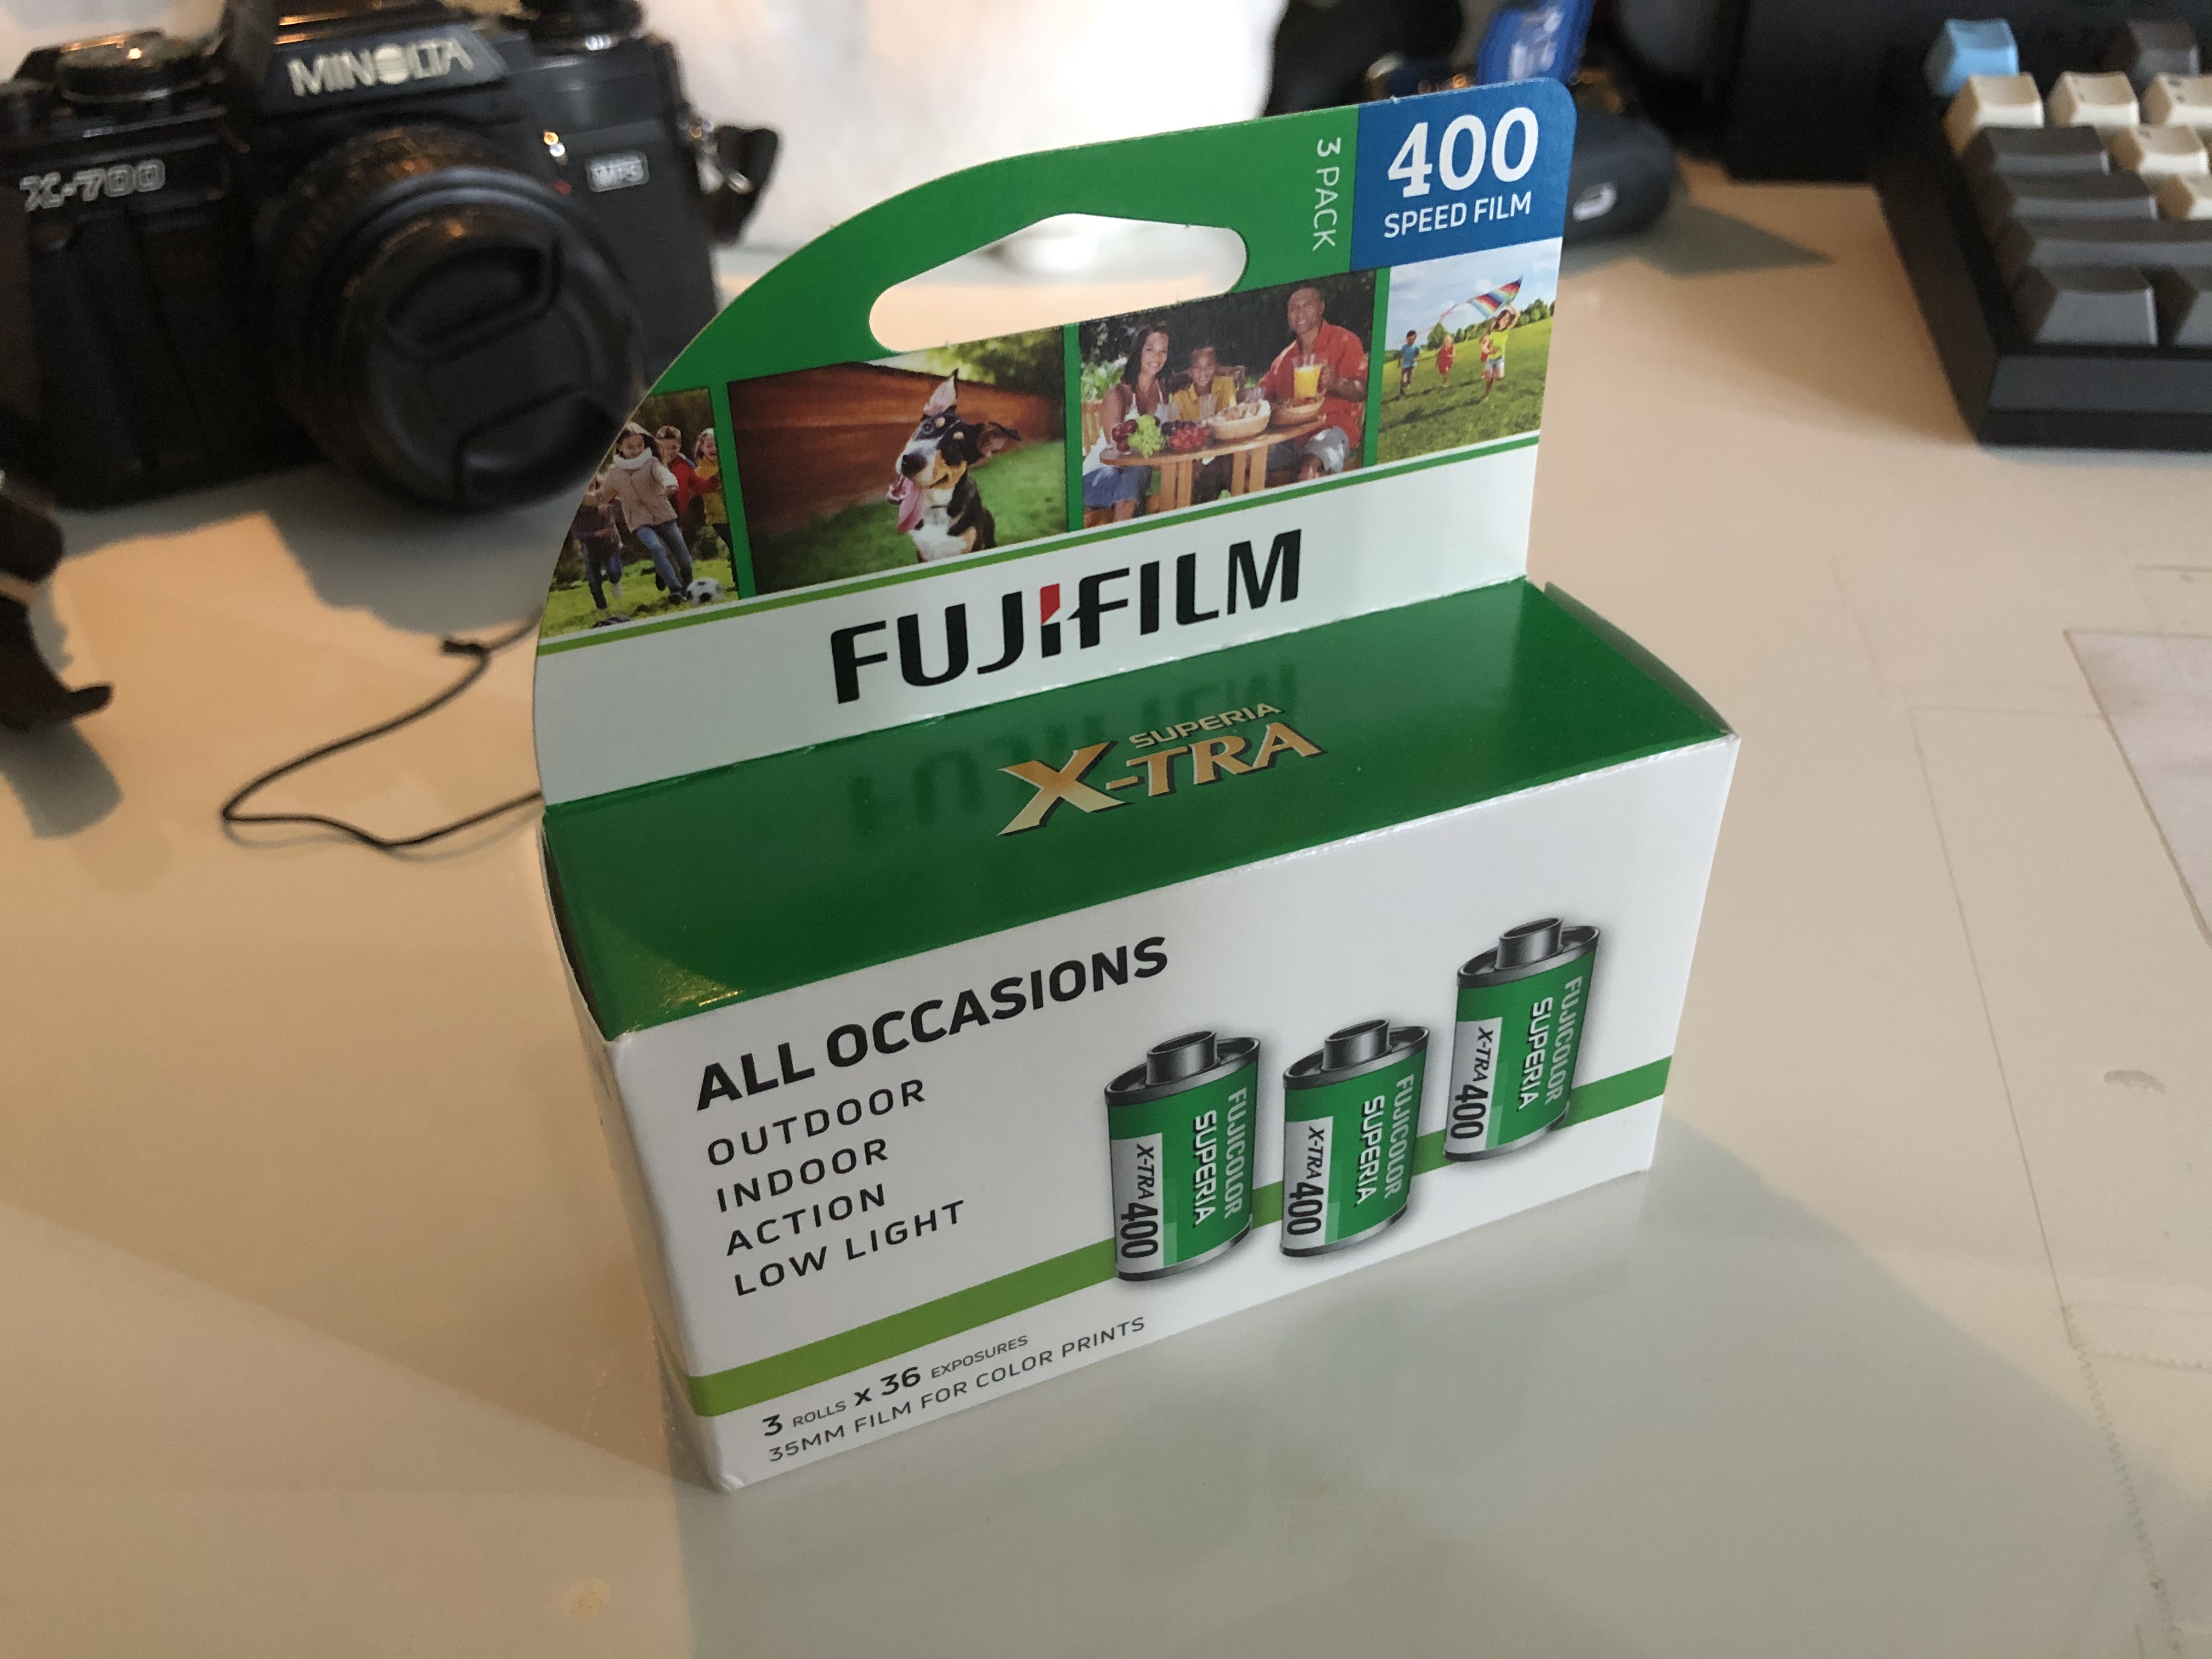 MINOLTA
X-700
MPS
3 PACK
400
SPEED FILM
FUJIFILM
SUPERIA
X-TRA
ALL OCCASIONS
OUTDOOR
INDOOR
ACTION
LOW LIGHT
FUJICOLOR
SUPERIA
X-TRA 400
FUJICOLOR
SUPERIA
X-TRA 400
FUJICOLOR
SUPERIA
X-TRA 400
3 ROLLS X 36 EXPOSURES
35MM FILM FOR COLOR PRINTS